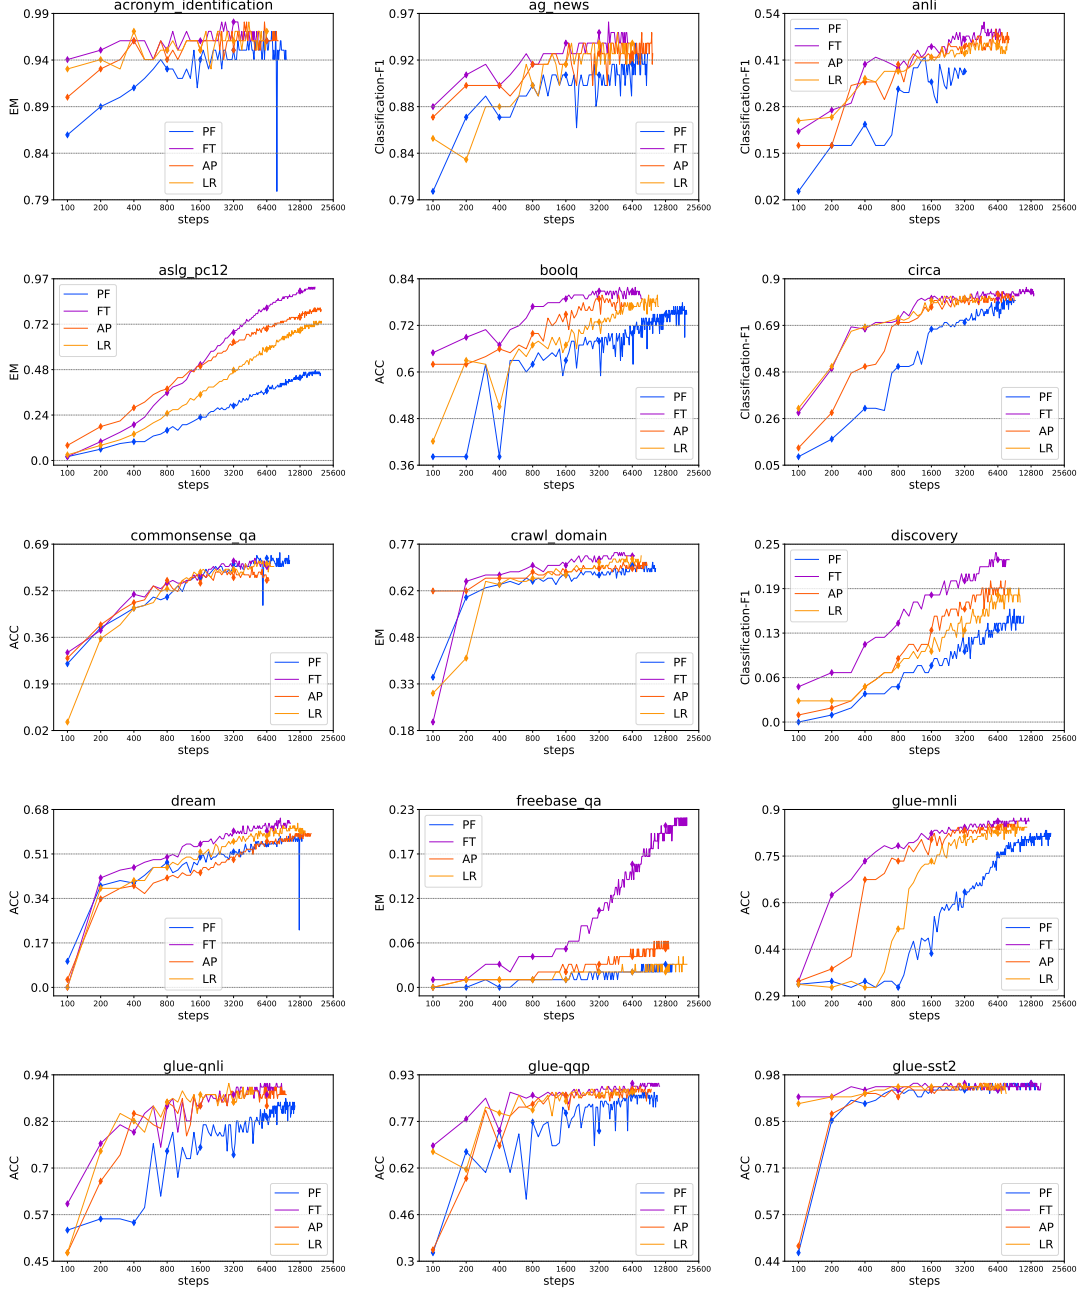 acronym_identification
0.99
0.94
0.89
0.84
0.79
EM
PF
FT
AP
LR
100 200 400 800 1600 3200 6400 12800 25600
steps
ag_news
0.97
0.92
0.88
0.84
0.79
Classification-F1
PF
FT
AP
LR
100 200 400 800 1600 3200 6400 12800 25600
steps
anli
0.54
0.41
0.28
0.15
0.02
Classification-F1
PF
FT
AP
LR
100 200 400 800 1600 3200 6400 12800 25600
steps
aslg_pc12
0.97
0.72
0.48
0.24
0.0
EM
PF
FT
AP
LR
100 200 400 800 1600 3200 6400 12800 25600
steps
boolq
0.84
0.72
0.6
0.48
0.36
ACC
PF
FT
AP
LR
100 200 400 800 1600 3200 6400 12800 25600
steps
circa
0.9
0.69
0.48
0.26
0.05
Classification-F1
PF
FT
AP
LR
100 200 400 800 1600 3200 6400 12800 25600
steps
commonsense_qa
0.69
0.52
0.36
0.19
0.02
ACC
PF
FT
AP
LR
100 200 400 800 1600 3200 6400 12800 25600
steps
crawl_domain
0.77
0.62
0.48
0.33
0.18
EM
PF
FT
AP
LR
100 200 400 800 1600 3200 6400 12800 25600
steps
discovery
0.25
0.19
0.13
0.06
0.0
Classification-F1
PF
FT
AP
LR
100 200 400 800 1600 3200 6400 12800 25600
steps
dream
0.68
0.51
0.34
0.17
0.0
ACC
PF
FT
AP
LR
100 200 400 800 1600 3200 6400 12800 25600
steps
freebase_qa
0.23
0.17
0.12
0.06
0.0
EM
PF
FT
AP
LR
100 200 400 800 1600 3200 6400 12800 25600
steps
glue-mnli
0.9
0.75
0.6
0.44
0.29
ACC
PF
FT
AP
LR
100 200 400 800 1600 3200 6400 12800 25600
steps
glue-qnli
0.94
0.82
0.7
0.57
0.45
ACC
PF
FT
AP
LR
100 200 400 800 1600 3200 6400 12800 25600
steps
glue-qqp
0.93
0.77
0.62
0.46
0.3
ACC
PF
FT
AP
LR
100 200 400 800 1600 3200 6400 12800 25600
steps
glue-sst2
0.98
0.85
0.71
0.57
0.44
ACC
PF
FT
AP
LR
100 200 400 800 1600 3200 6400 12800 25600
steps